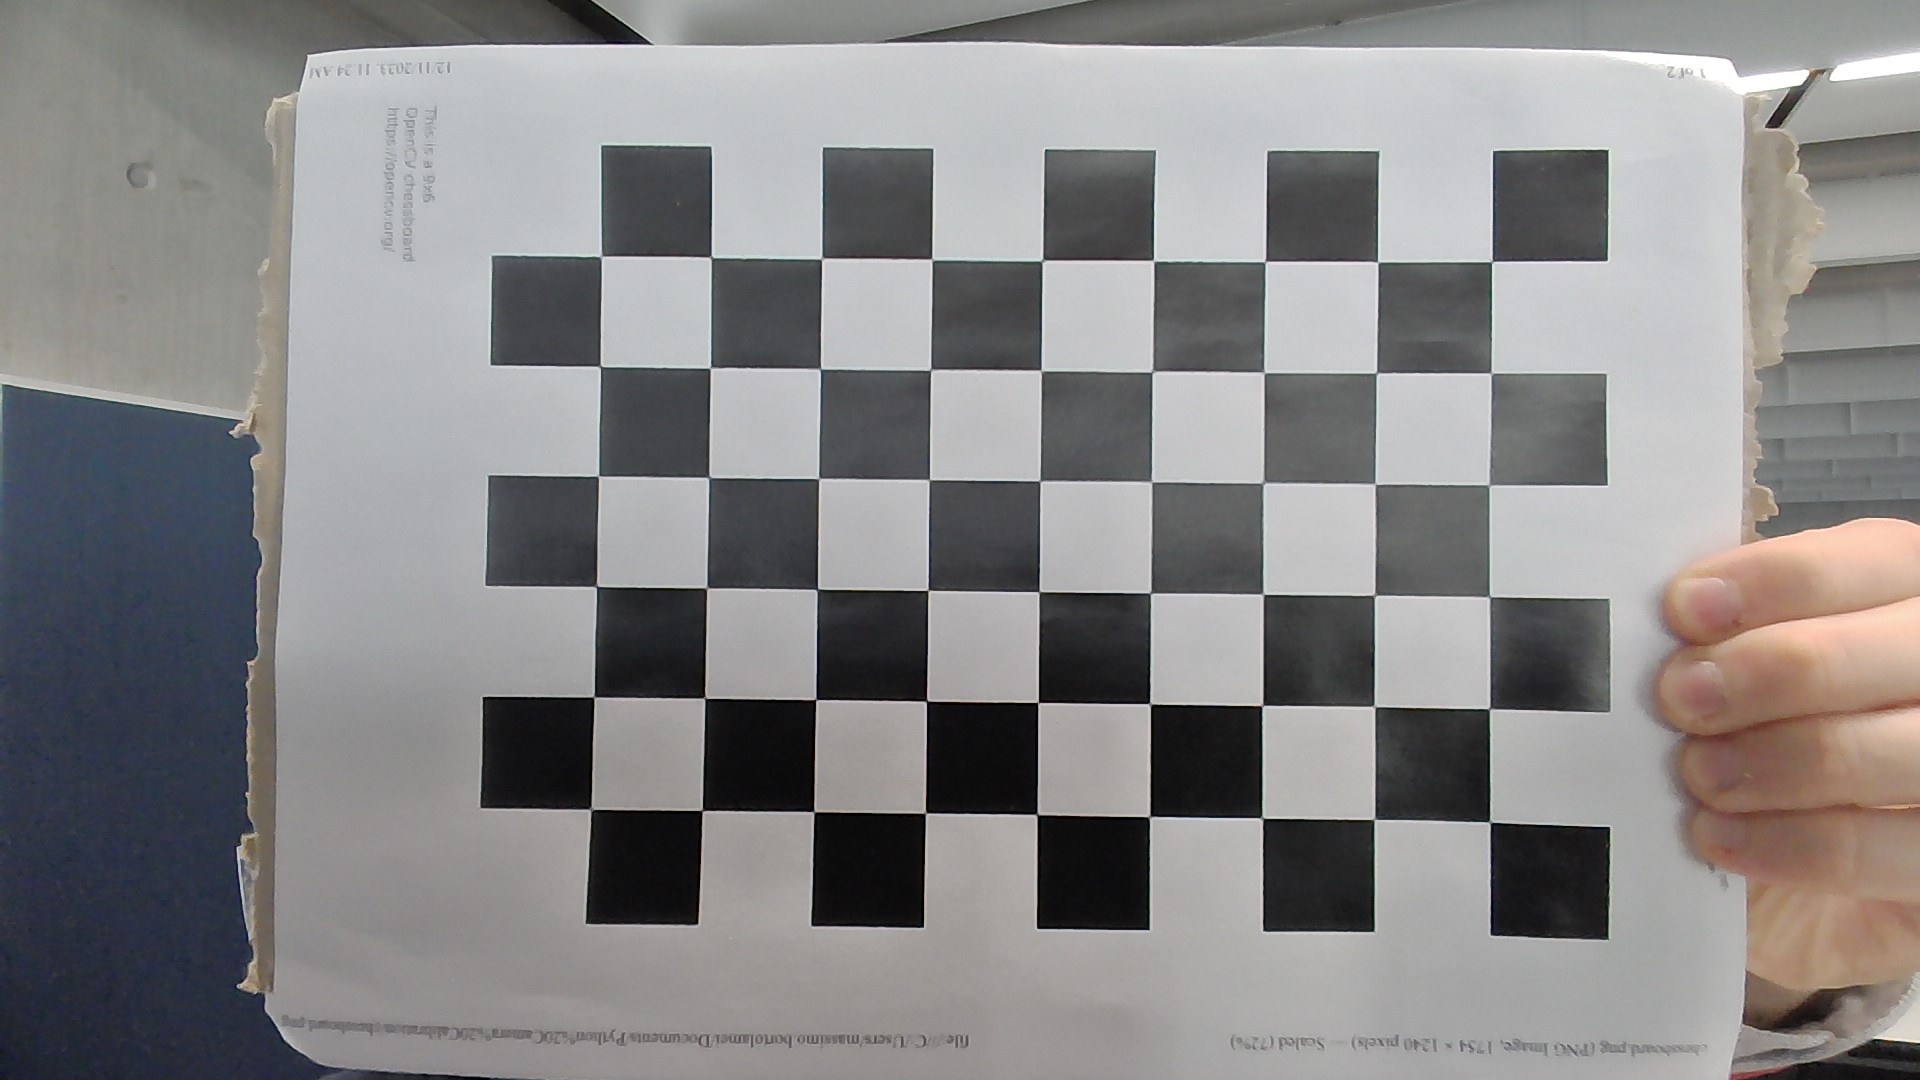 12/11/2023, 11:24 AM
1 of 2
This is a 9x6
OpenCV chessboard
https://opencv.org/
file:///C:/Users/massimo.bortolamei/Documents/Python%20Camera%20Calibration/chessboard.png
chessboard.png (PNG Image, 1754 × 1240 pixels) — Scaled (72%)